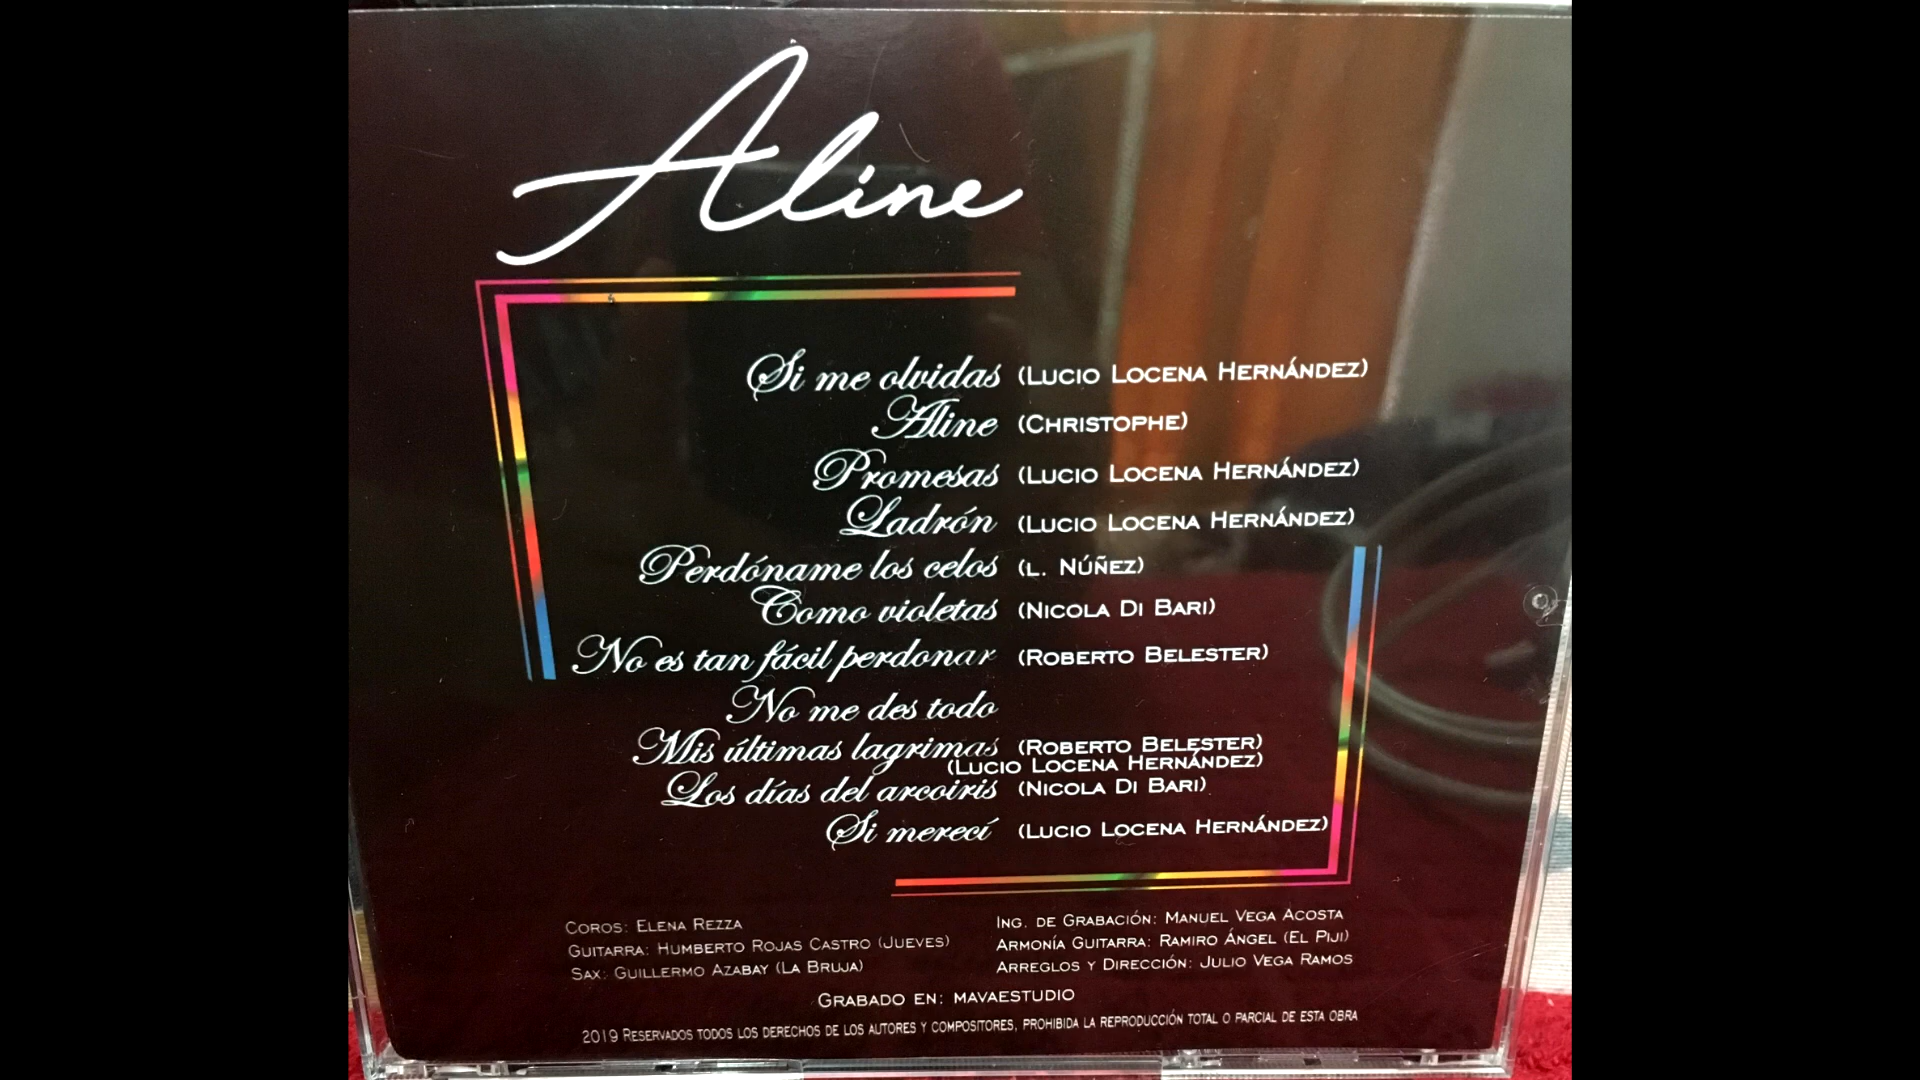 Aline
Si me olvidas (Lucio Locena Hernández)
Aline (Christophe)
Promesas (Lucio Locena Hernández)
Ladrón (Lucio Locena Hernández)
Perdóname los celos (L. Núñez)
Como violetas (Nicola Di Bari)
No es tan fácil perdonar (Roberto Belester)
No me des todo
Mis últimas lagrimas (Roberto Belester)
(Lucio Locena Hernández)
Los días del arcoiris (Nicola Di Bari)
Si merecí (Lucio Locena Hernández)
Coros: Elena Rezza
Guitarra: Humberto Rojas Castro (Jueves)
Sax: Guillermo Azabay (La Bruja)
Ing. de Grabación: Manuel Vega Acosta
Armonía Guitarra: Ramiro Ángel (El Piji)
Arreglos y Dirección: Julio Vega Ramos
Grabado en: mavaestudio
2019 Reservados todos los derechos de los autores y compositores, prohibida la reproducción total o parcial de esta obra